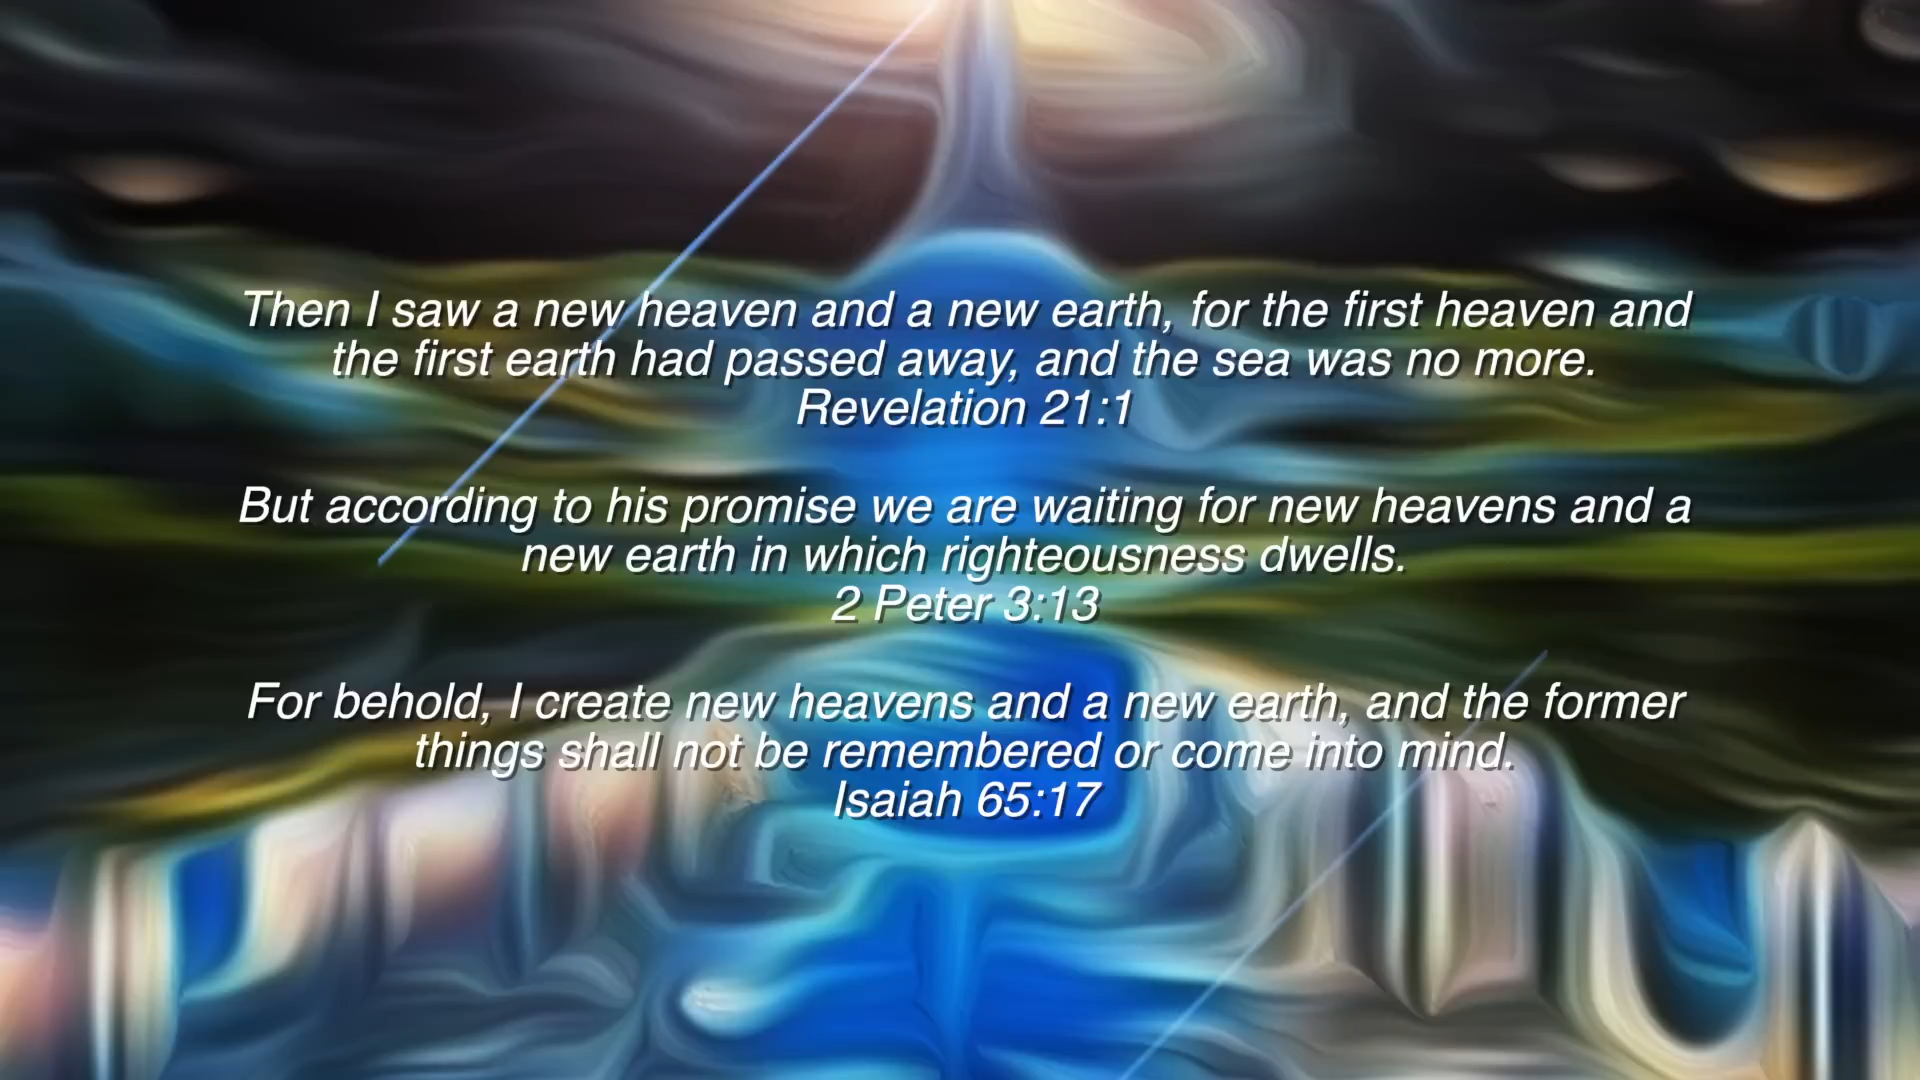 Then I saw a new heaven and a new earth, for the first heaven and
the first earth had passed away, and the sea was no more.
Revelation 21:1
But according to his promise we are waiting for new heavens and a
new earth in which righteousness dwells.
2 Peter 3:13
For behold, I create new heavens and a new earth, and the former
things shall not be remembered or come into mind.
Isaiah 65:17